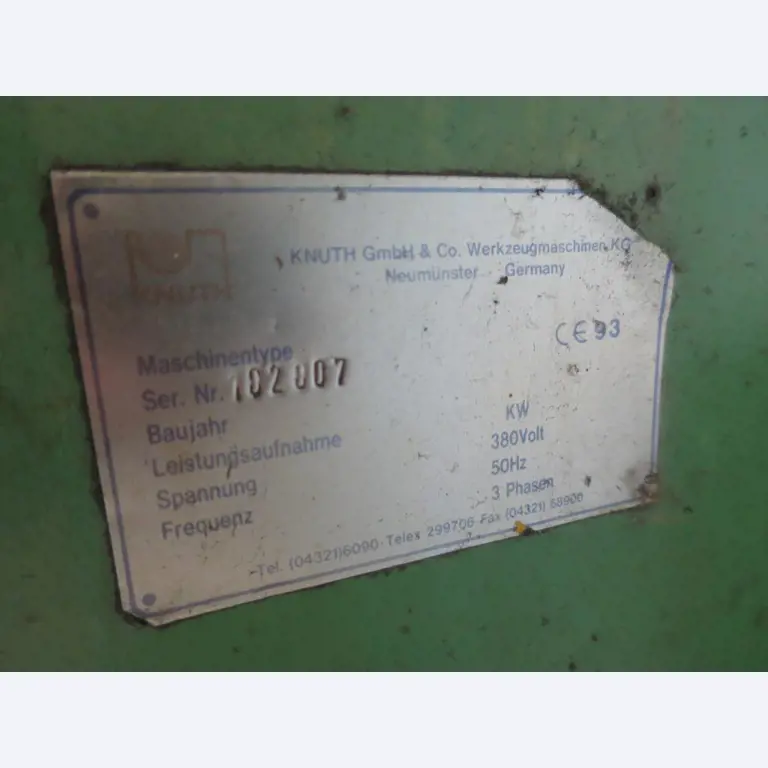 KNUTH
KNUTH GmbH & Co. Werkzeugmaschinen KG
Neumünster Germany
CE 93
Maschinentype
Ser. Nr. 102007
Baujahr
Leistungsaufnahme KW
Spannung 380Volt
Frequenz 50Hz
3 Phasen
Tel. (04321)6090 · Telex 299706 Fax (04321) 68906